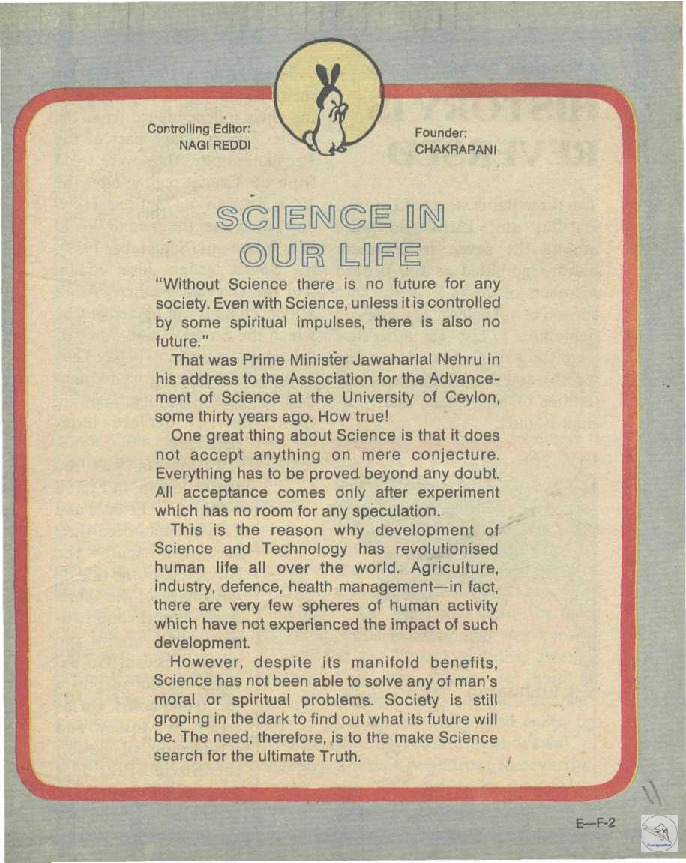 Controlling Editor:
NAGI REDDI
Founder:
CHAKRAPANI
SCIENCE IN
OUR LIFE
"Without Science there is no future for any
society. Even with Science, unless it is controlled
by some spiritual impulses, there is also no
future."
That was Prime Minister Jawaharlal Nehru in
his address to the Association for the Advance-
ment of Science at the University of Ceylon,
some thirty years ago. How true!
One great thing about Science is that it does
not accept anything on mere conjecture.
Everything has to be proved beyond any doubt.
All acceptance comes only after experiment
which has no room for any speculation.
This is the reason why development of
Science and Technology has revolutionised
human life all over the world. Agriculture,
industry, defence, health management—in fact,
there are very few spheres of human activity
which have not experienced the impact of such
development.
However, despite its manifold benefits,
Science has not been able to solve any of man's
moral or spiritual problems. Society is still
groping in the dark to find out what its future will
be. The need, therefore, is to the make Science
search for the ultimate Truth.
E—F-2